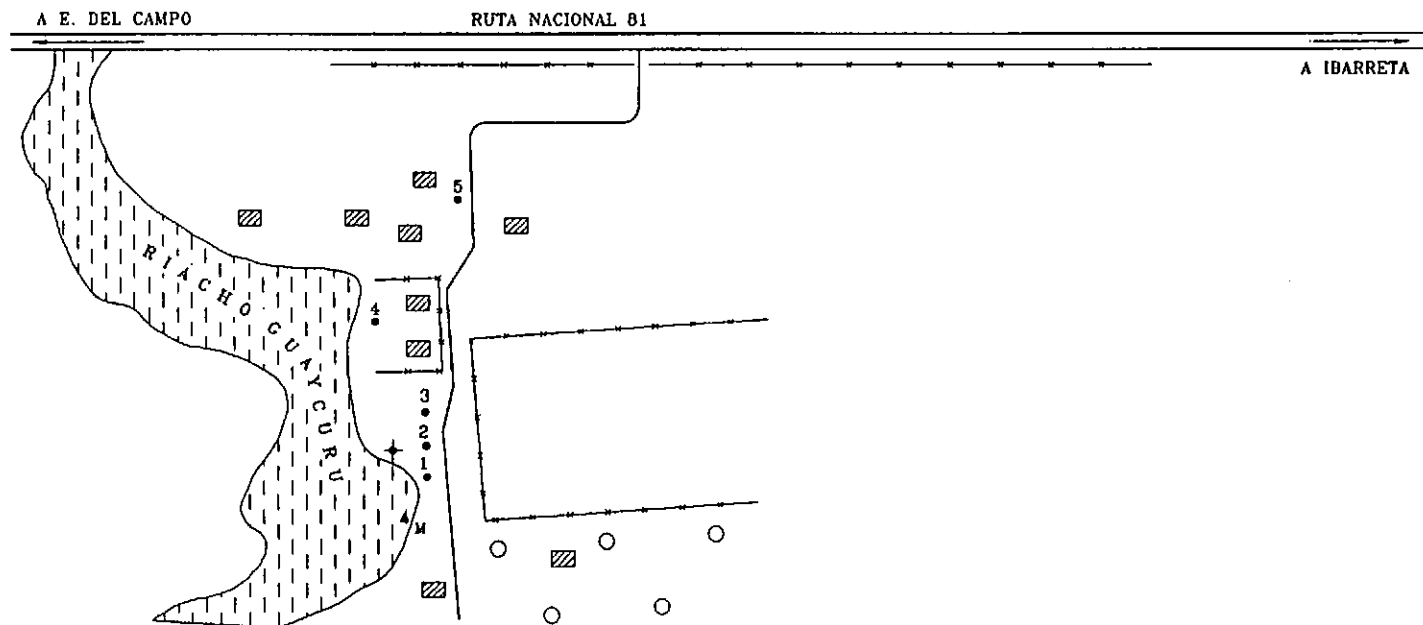 A E. DEL CAMPO
RUTA NACIONAL 81
A IBARRETA
5
RIACHO GUAYCURU
4
3
2
1
M